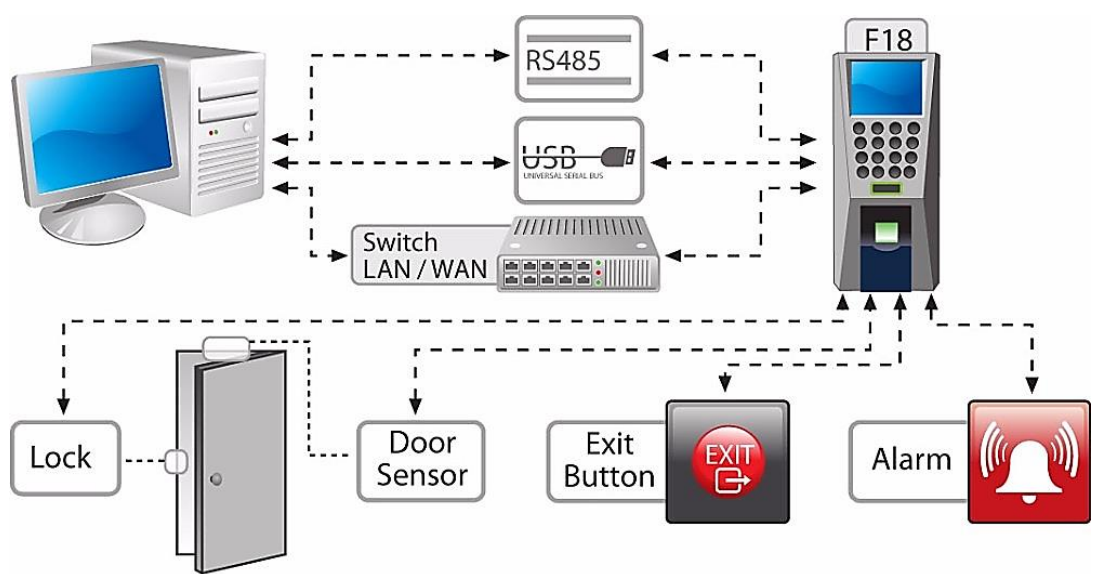 F18
RS485
USB
UNIVERSAL SERIAL BUS
Switch
LAN / WAN
Lock
Door
Sensor
Exit
Button
EXIT
Alarm